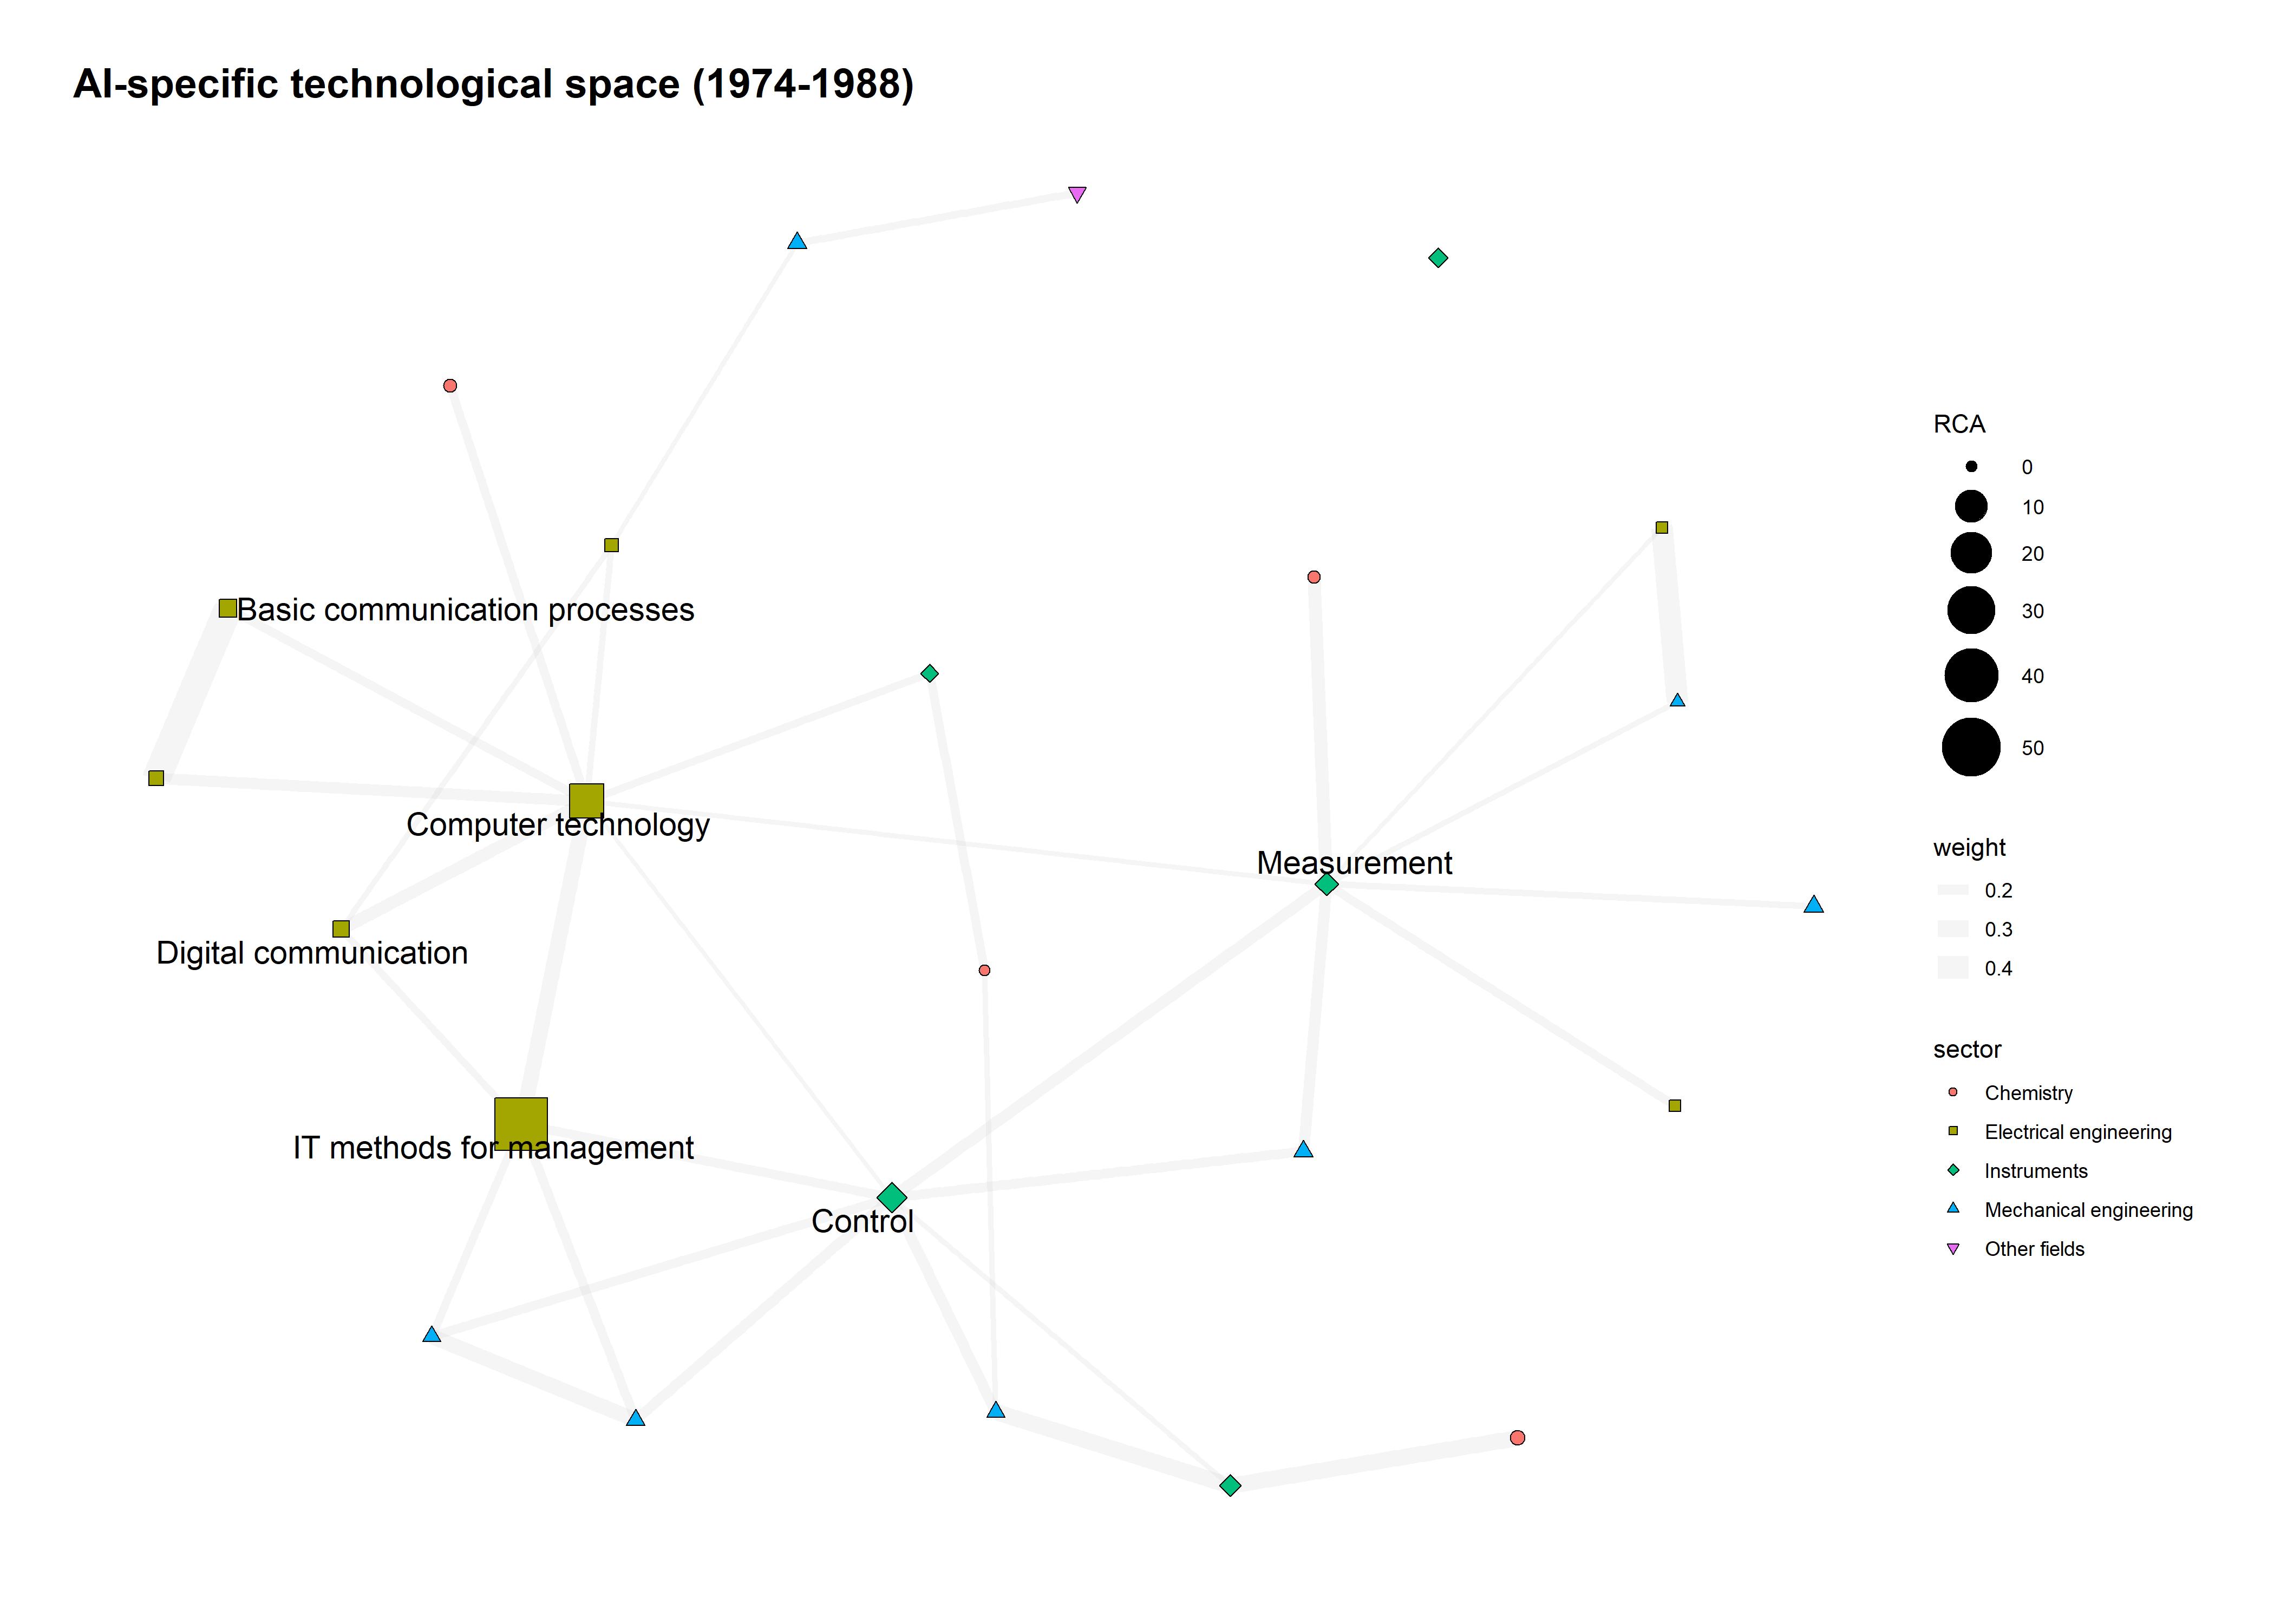 AI-specific technological space (1974-1988)
Basic communication processes
Computer technology
Measurement
Digital communication
IT methods for management
Control
RCA
0
10
20
30
40
50
weight
0.2
0.3
0.4
sector
Chemistry
Electrical engineering
Instruments
Mechanical engineering
Other fields